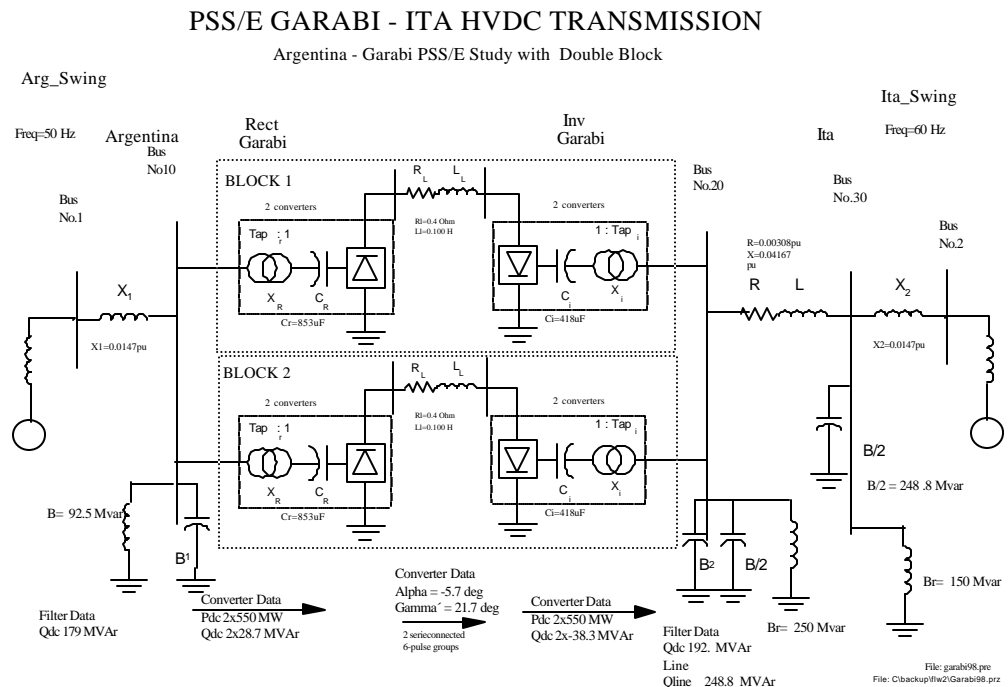 PSS/E GARABI - ITA HVDC TRANSMISSION
Argentina - Garabi PSS/E Study with Double Block
Arg_Swing
Ita_Swing
Freq=50 Hz
Freq=60 Hz
Argentina
Rect
Garabi
Inv
Garabi
Ita
Bus
No10
Bus
No.20
Bus
No.30
Bus
No.1
Bus
No.2
BLOCK 1
R L
L L
Rl=0.4 Ohm
Ll=0.100 H
2 converters
2 converters
Tap r : 1
1 : Tap i
X R
C R
C i
X i
Cr=853uF
Ci=418uF
R=0.00308pu
X=0.04167
pu
R
L
X 1
X1=0.0147pu
X 2
X2=0.0147pu
BLOCK 2
R L
L L
Rl=0.4 Ohm
Ll=0.100 H
2 converters
2 converters
Tap r : 1
1 : Tap i
X R
C R
C i
X i
Cr=853uF
Ci=418uF
B/2
B/2 = 248 .8 Mvar
B= 92.5 Mvar
B1
B2
B/2
Br= 150 Mvar
Br= 250 Mvar
Filter Data
Qdc 179 MVAr
Converter Data
Pdc 2x550 MW
Qdc 2x28.7 MVAr
Converter Data
Alpha = -5.7 deg
Gamma´ = 21.7 deg
2 serieconnected
6-pulse groups
Converter Data
Pdc 2x550 MW
Qdc 2x-38.3 MVAr
Filter Data
Qdc 192. MVAr
Line
Qline 248.8 MVAr
File: garabi98.pre
File: C\backup\flw2\Garabi98.prz